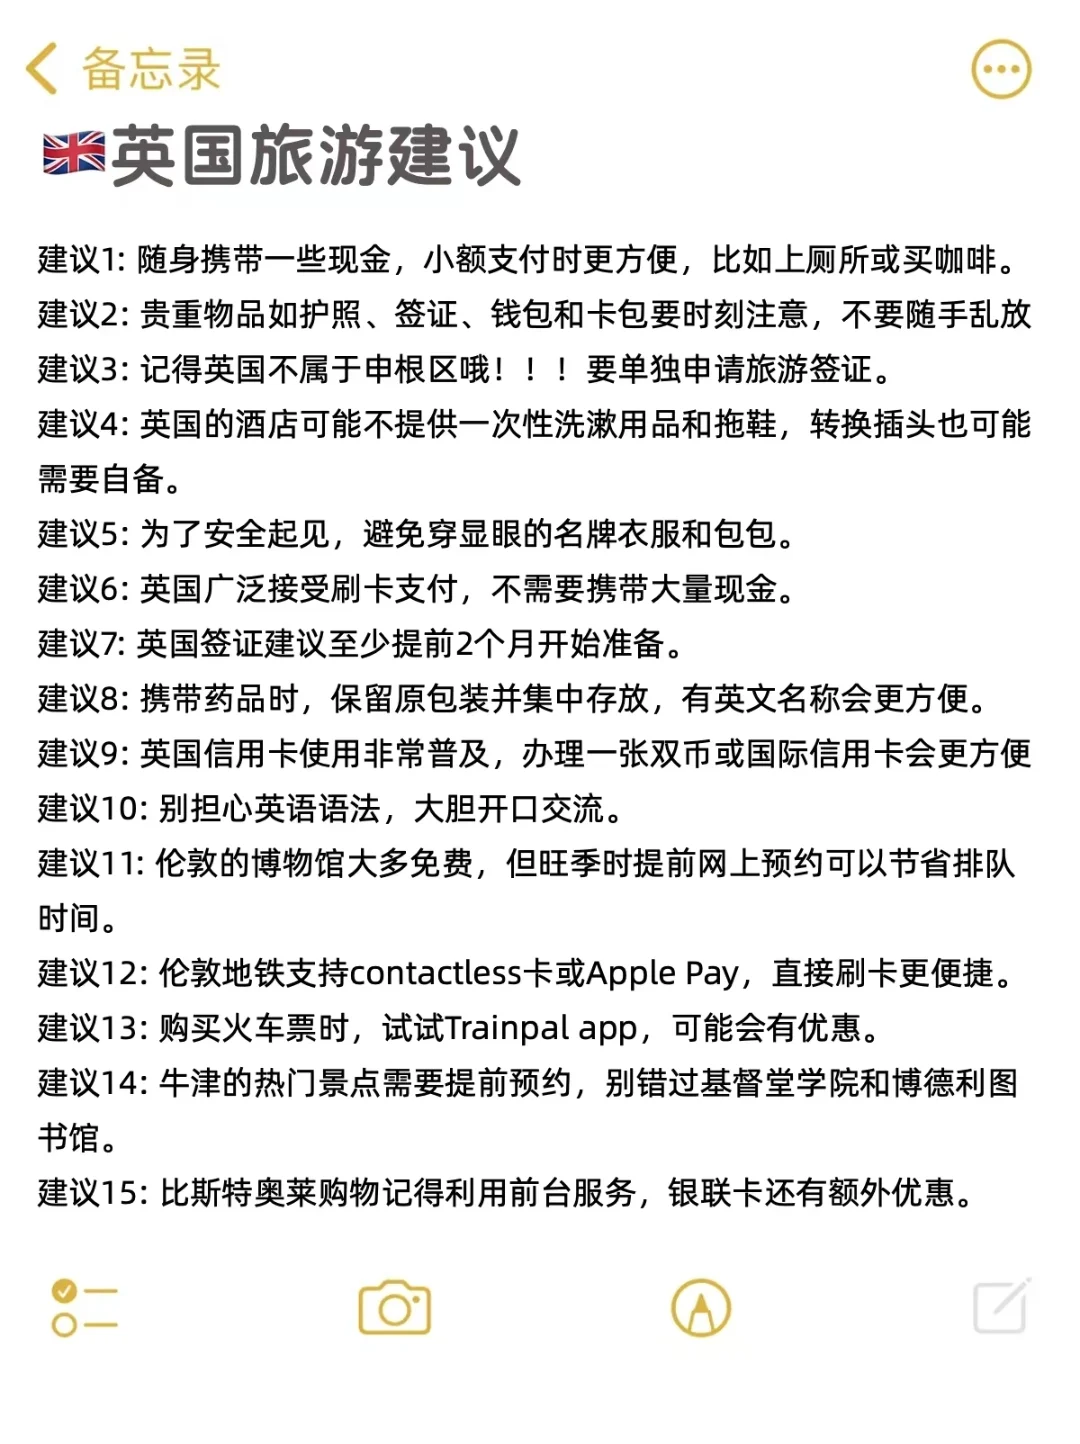 备忘录
英国旅游建议
建议1: 随身携带一些现金，小额支付时更方便，比如上厕所或买咖啡。
建议2: 贵重物品如护照、签证、钱包和卡包要时刻注意，不要随手乱放
建议3: 记得英国不属于申根区哦！！！要单独申请旅游签证。
建议4: 英国的酒店可能不提供一次性洗漱用品和拖鞋，转换插头也可能
需要自备。
建议5: 为了安全起见，避免穿显眼的名牌衣服和包包。
建议6: 英国广泛接受刷卡支付，不需要携带大量现金。
建议7: 英国签证建议至少提前2个月开始准备。
建议8: 携带药品时，保留原包装并集中存放，有英文名称会更方便。
建议9: 英国信用卡使用非常普及，办理一张双币或国际信用卡会更方便
建议10: 别担心英语语法，大胆开口交流。
建议11: 伦敦的博物馆大多免费，但旺季时提前网上预约可以节省排队
时间。
建议12: 伦敦地铁支持contactless卡或Apple Pay，直接刷卡更便捷。
建议13: 购买火车票时，试试Trainpal app，可能会有优惠。
建议14: 牛津的热门景点需要提前预约，别错过基督堂学院和博德利图
书馆。
建议15: 比斯特奥莱购物记得利用前台服务，银联卡还有额外优惠。